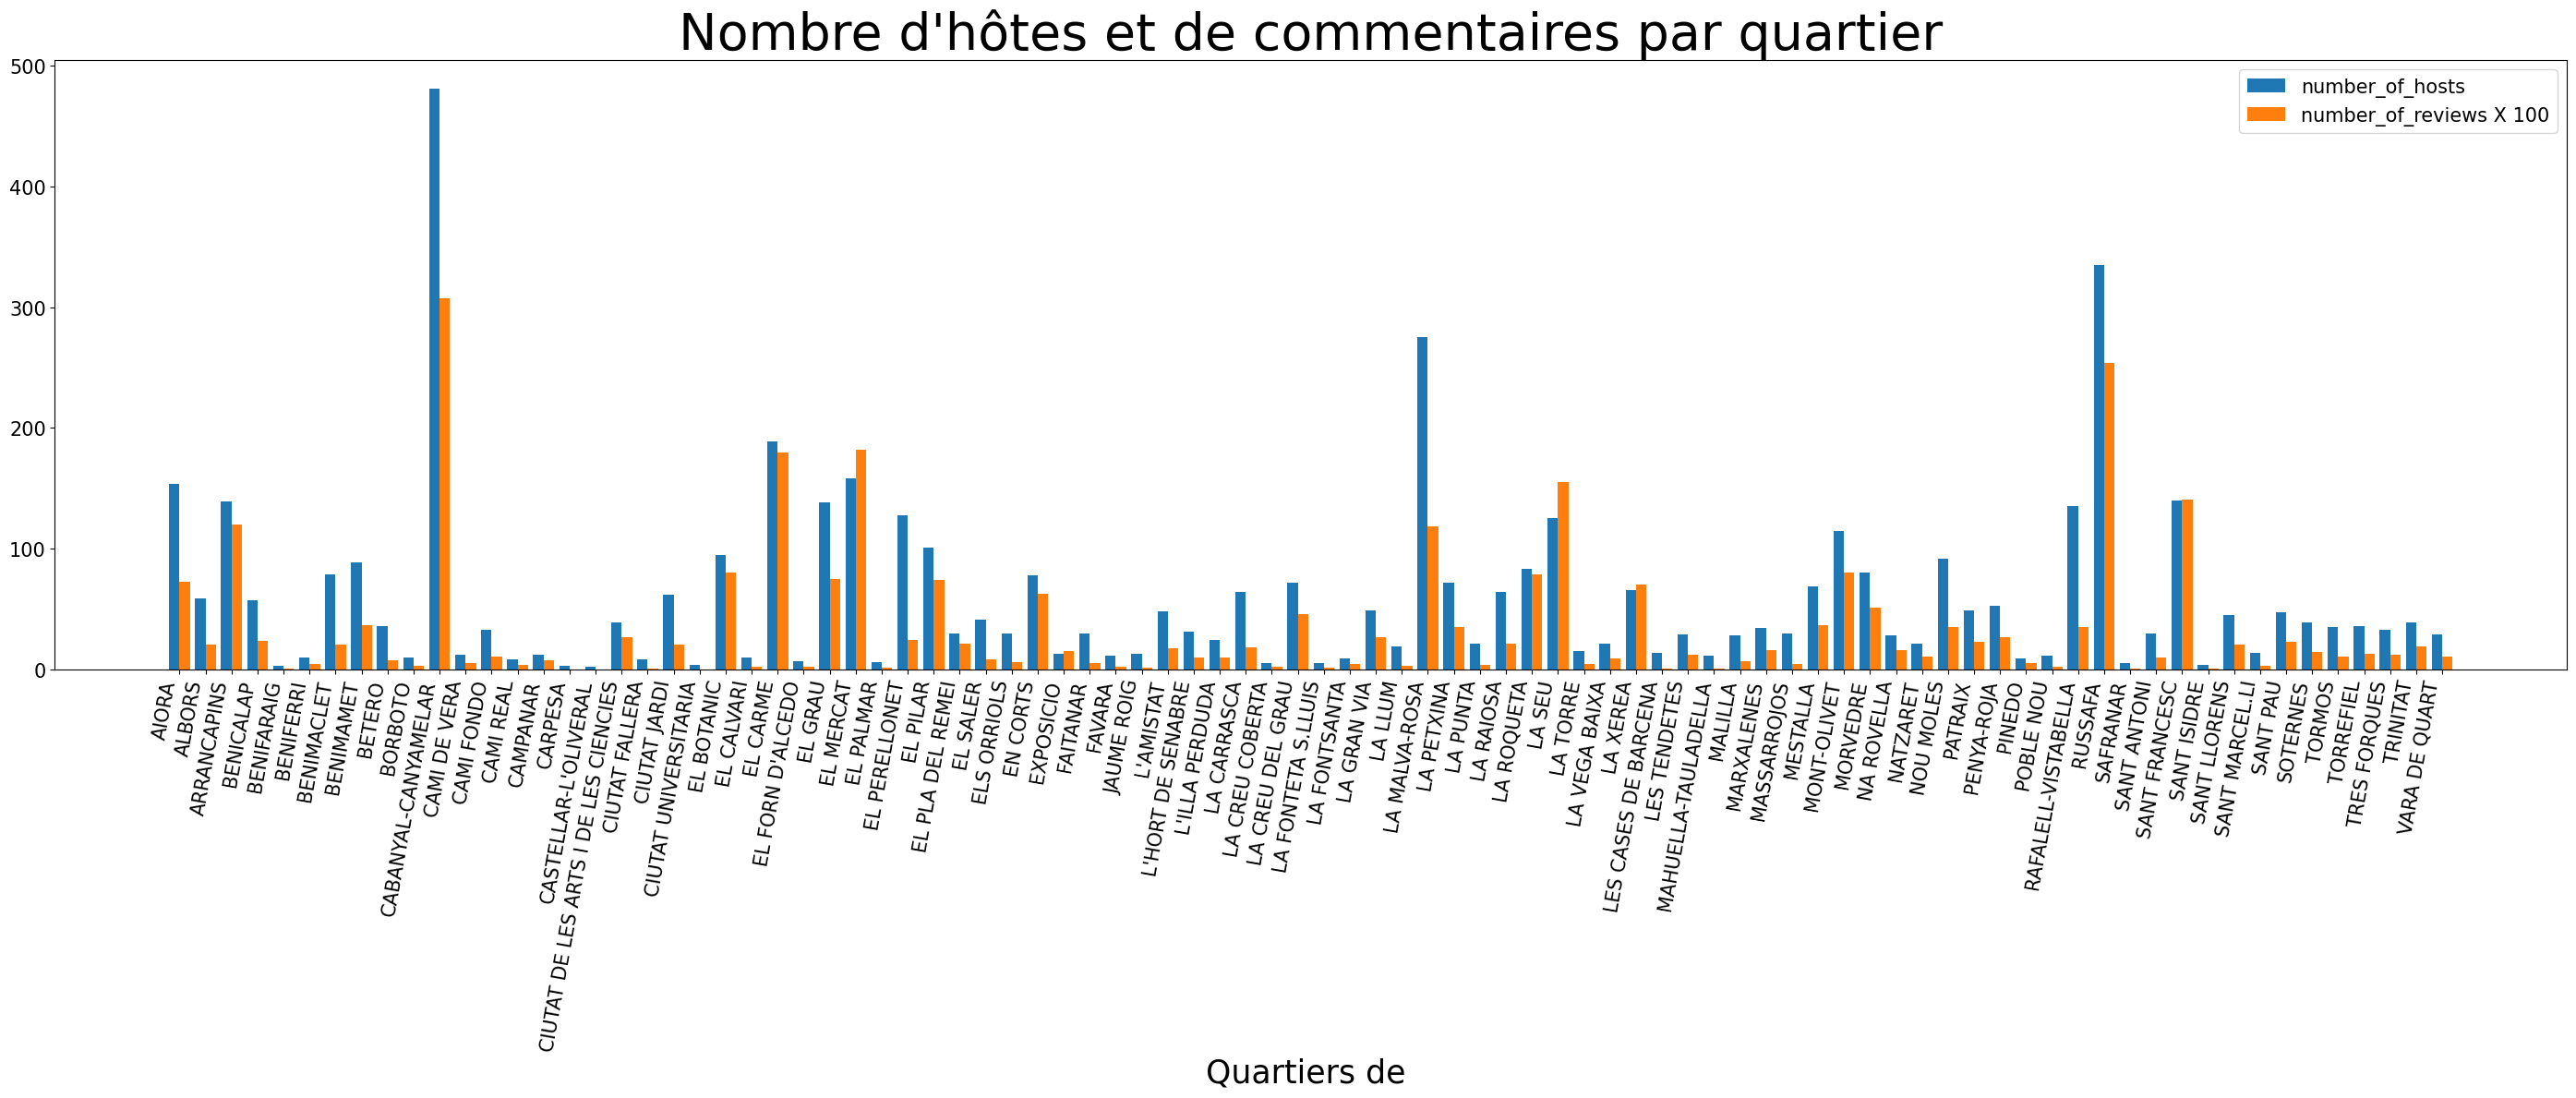 Nombre d'hôtes et de commentaires par quartier
number_of_hosts
number_of_reviews X 100
500
400
300
200
100
0
AIORA
ALBORS
ARRANCAPINS
BENICALAP
BENIFARAIG
BENIFERRI
BENIMACLET
BENIMAMET
BETERO
BORBOTO
CABANYAL-CANYAMELAR
CAMI DE VERA
CAMI FONDO
CAMI REAL
CAMPANAR
CARPESA
CASTELLAR-L'OLIVERAL
CIUTAT DE LES ARTS I DE LES CIENCIES
CIUTAT FALLERA
CIUTAT JARDI
CIUTAT UNIVERSITARIA
EL BOTANIC
EL CALVARI
EL CARME
EL FORN D'ALCEDO
EL GRAU
EL MERCAT
EL PALMAR
EL PERELLONET
EL PILAR
EL PLA DEL REMEI
EL SALER
ELS ORRIOLS
EN CORTS
EXPOSICIO
FAITANAR
FAVARA
JAUME ROIG
L'AMISTAT
L'HORT DE SENABRE
L'ILLA PERDUDA
LA CARRASCA
LA CREU COBERTA
LA CREU DEL GRAU
LA FONTETA S.LLUIS
LA FONTSANTA
LA GRAN VIA
LA LLUM
LA MALVA-ROSA
LA PETXINA
LA PUNTA
LA RAIOSA
LA ROQUETA
LA SEU
LA TORRE
LA VEGA BAIXA
LA XEREA
LES CASES DE BARCENA
LES TENDETES
MAHUELLA-TAULADELLA
MALILLA
MARXALENES
MASSARROJOS
MESTALLA
MONT-OLIVET
MORVEDRE
NA ROVELLA
NATZARET
NOU MOLES
PATRAIX
PENYA-ROJA
PINEDO
POBLE NOU
RAFALELL-VISTABELLA
RUSSAFA
SAFRANAR
SANT ANTONI
SANT FRANCESC
SANT ISIDRE
SANT LLORENS
SANT MARCEL.LI
SANT PAU
SOTERNES
TORMOS
TORREFIEL
TRES FORQUES
TRINITAT
VARA DE QUART
Quartiers de